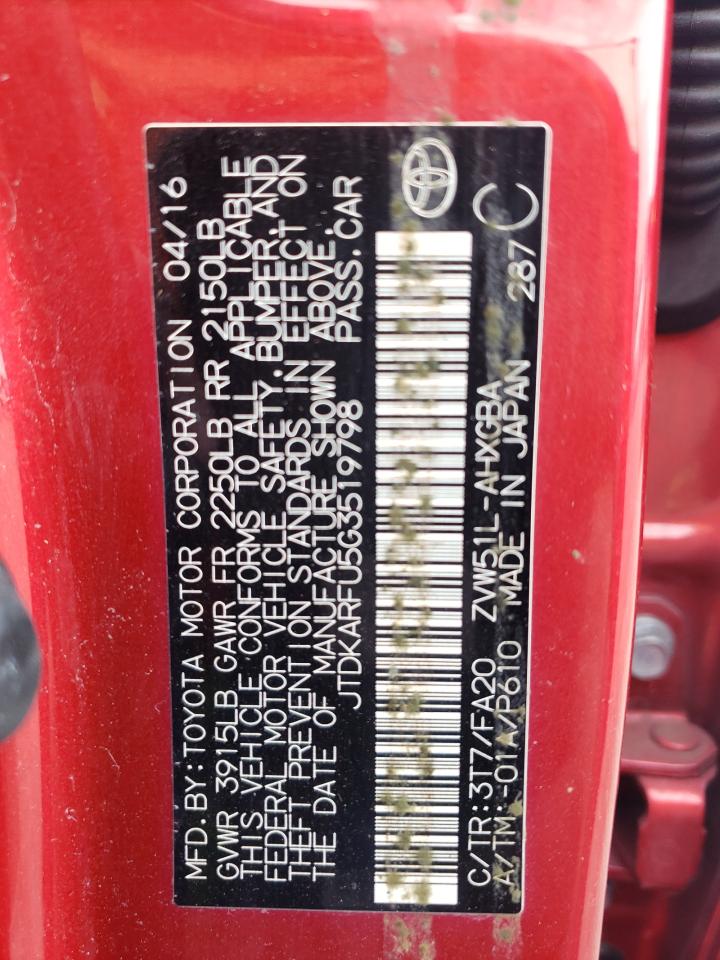 MFD. BY: TOYOTA MOTOR CORPORATION 04/16
GVWR 3915LB GAWR FR 2250LB RR 2150LB
THIS VEHICLE CONFORMS TO ALL APPLICABLE
FEDERAL MOTOR VEHICLE SAFETY, BUMPER, AND
THEFT PREVENTION STANDARDS IN EFFECT ON
THE DATE OF MANUFACTURE SHOWN ABOVE.
JTDKARFU5G3519798 PASS. CAR
C/TR: 3T7/FA20 ZVW51L-AHXGBA
A/TM: -01A/P610 MADE IN JAPAN 287 C